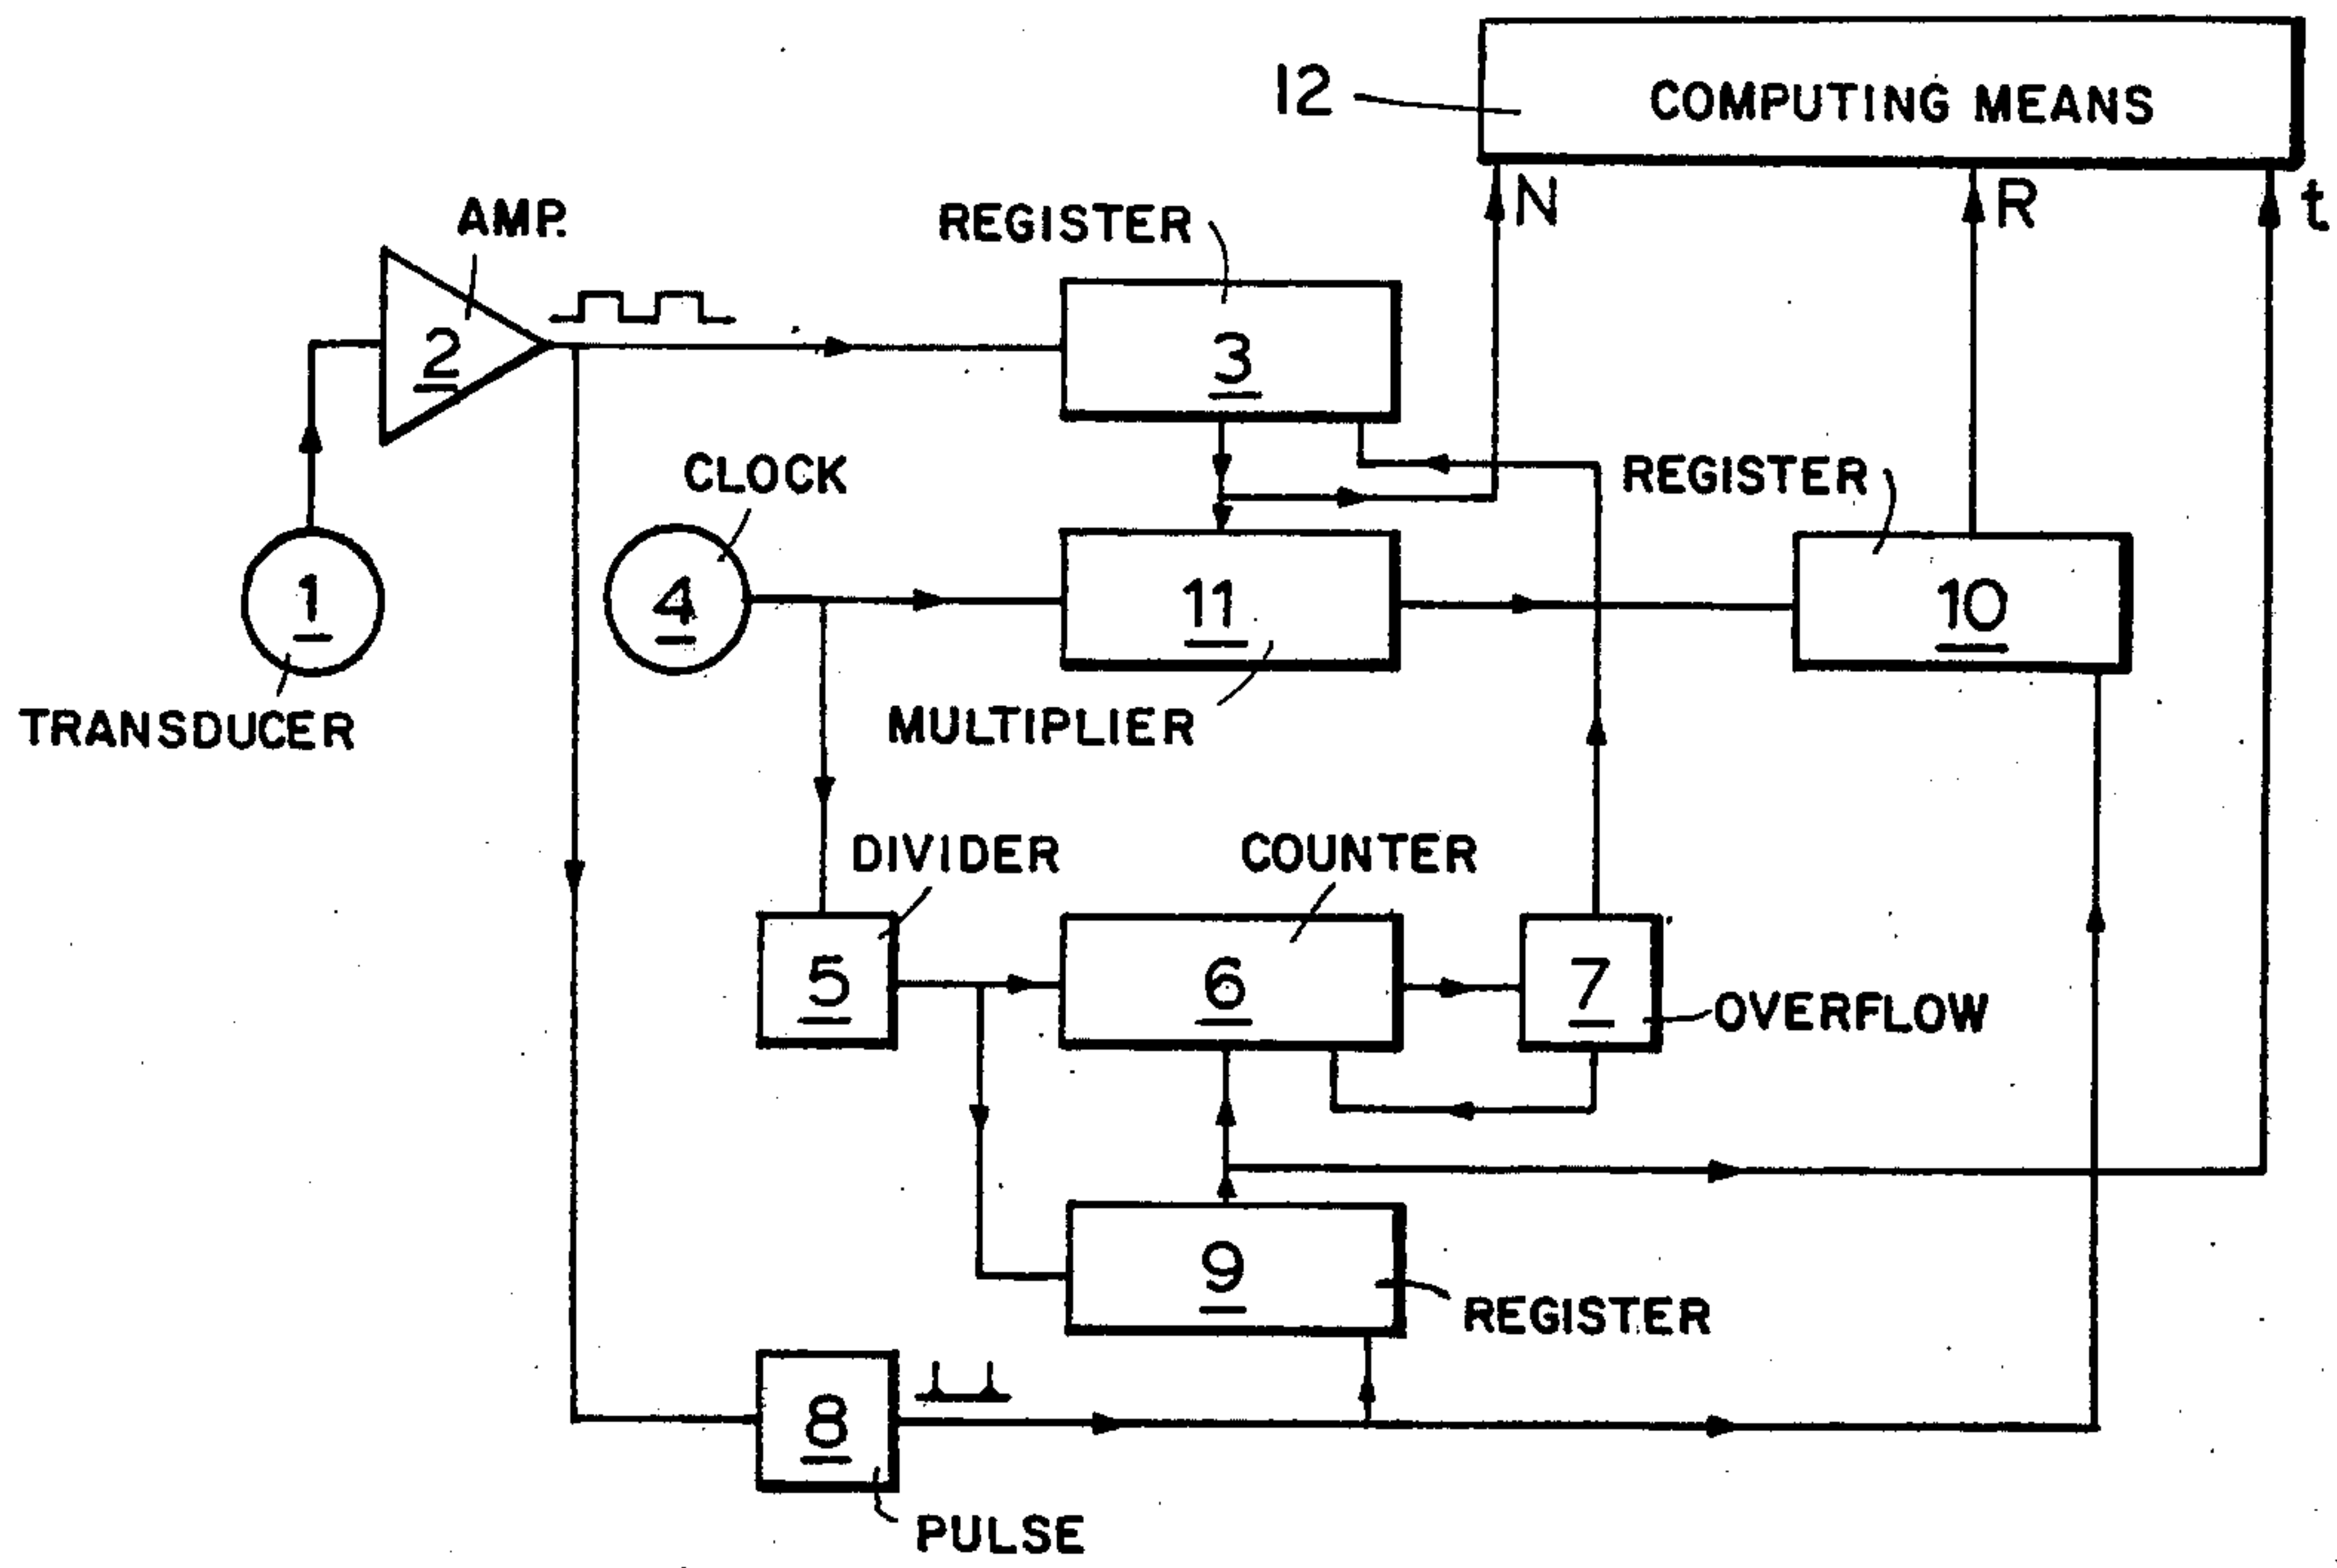 12
COMPUTING MEANS
N
R
t
AMP.
REGISTER
2
3
CLOCK
REGISTER
1
4
11
10
TRANSDUCER
MULTIPLIER
DIVIDER
COUNTER
5
6
7
OVERFLOW
9
REGISTER
8
PULSE